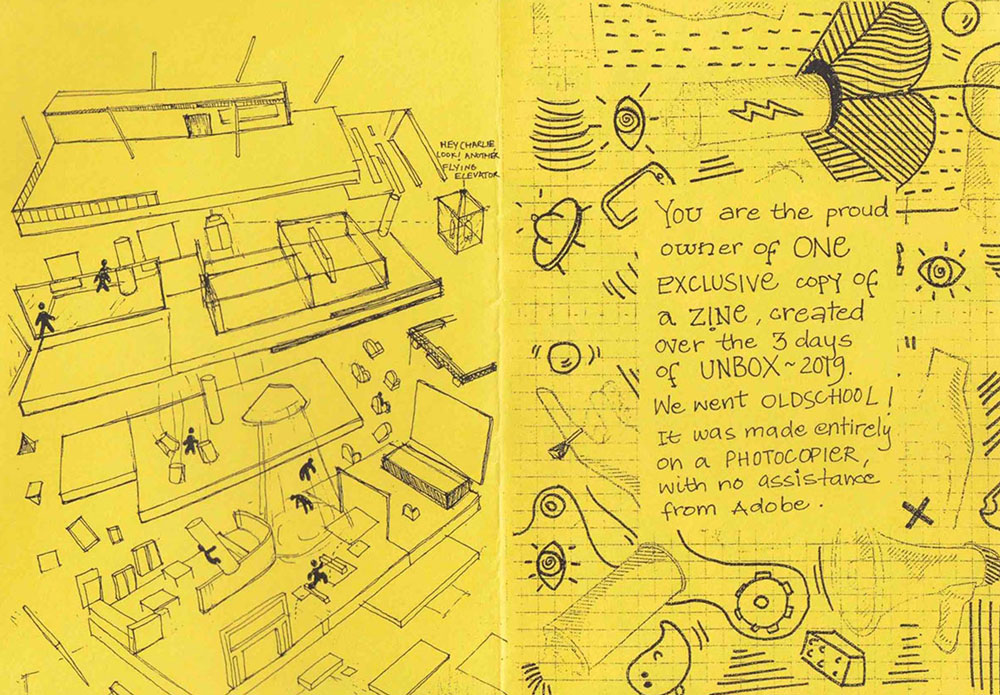 HEY CHARLIE,
LOOK! ANOTHER
FLYING
ELEVATOR
You are the proud
owner of ONE
EXCLUSIVE copy of
a ZINE, created
over the 3 days
of UNBOX~2019.
We went OLDSCHOOL!
It was made entirely
on a PHOTOCOPIER,
with no assistance
from Adobe.